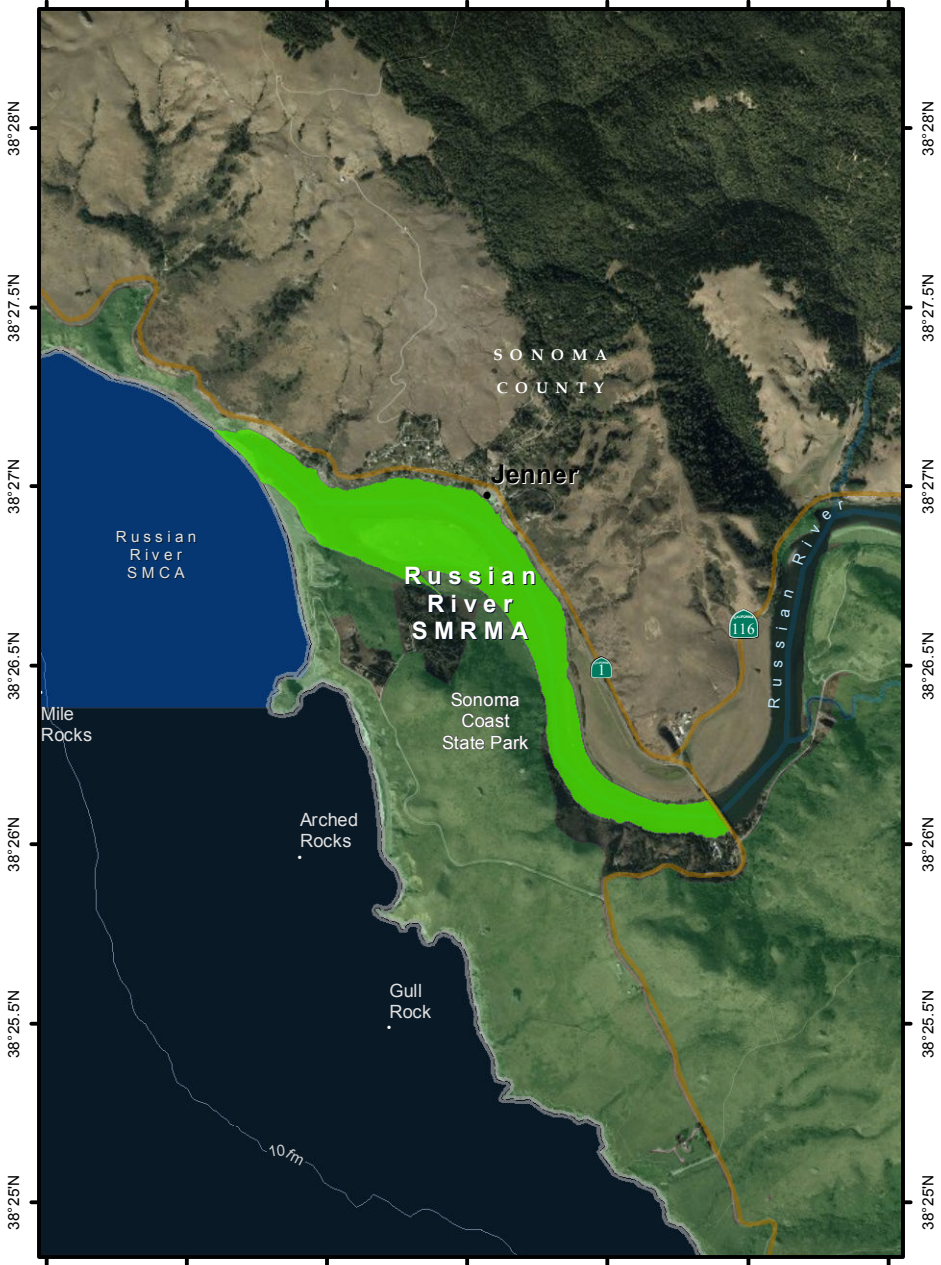 38°28'N
38°28'N
38°27.5'N
38°27.5'N
SONOMA
COUNTY
Jenner
38°27'N
38°27'N
Russian
River
SMCA
Russian River
Russian
River
SMRMA
CALIFORNIA
116
1
38°26.5'N
38°26.5'N
Sonoma
Coast
State Park
Mile
Rocks
Arched
Rocks
38°26'N
38°26'N
Gull
Rock
38°25.5'N
38°25.5'N
10 fm
38°25'N
38°25'N